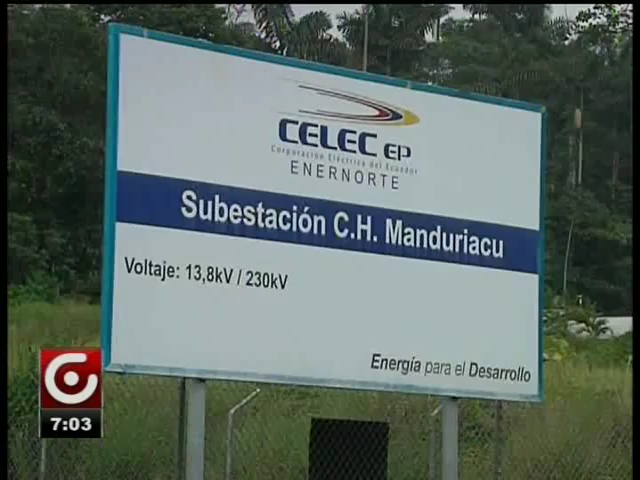 CELEC EP
Corporación Eléctrica del Ecuador
ENERNORTE
Subestación C.H. Manduriacu
Voltaje: 13,8kV / 230kV
Energía para el Desarrollo
7:03